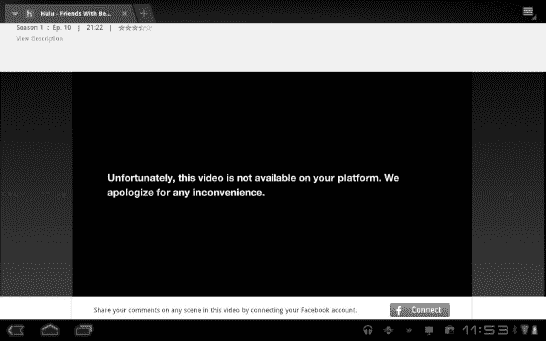 Hulu - Friends With Be...
Season 1 : Ep. 10 | 21:22 |
View Description
Unfortunately, this video is not available on your platform. We
apologize for any inconvenience.
Share your comments on any scene in this video by connecting your Facebook account.
f Connect
11:53